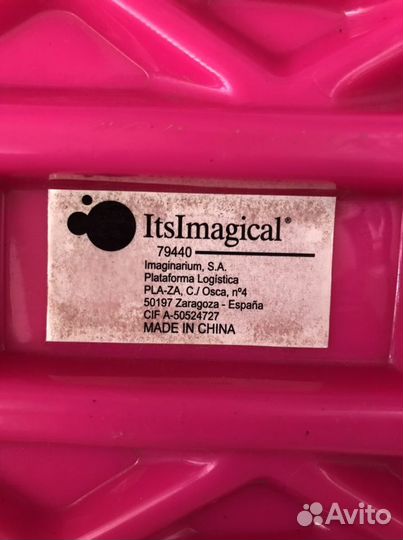 ItsImagical®
79440
Imaginarium, S.A.
Plataforma Logística
PLA-ZA, C./ Osca, nº4
50197 Zaragoza - España
CIF A-50524727
MADE IN CHINA
Avito